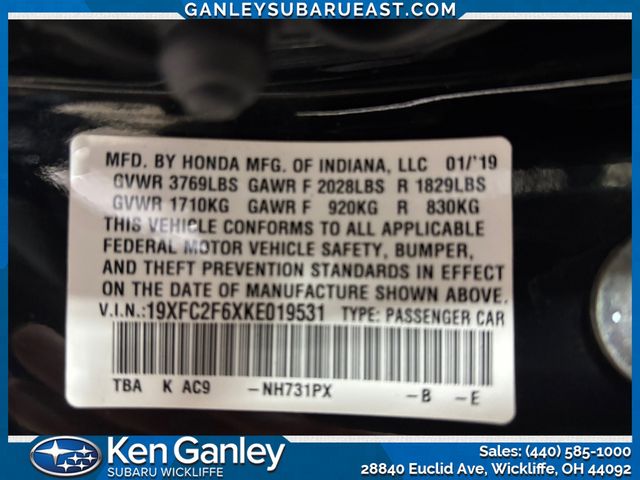 GANLEYSUBARUEAST.COM
MFD. BY HONDA MFG. OF INDIANA, LLC 01/'19
GVWR 3769LBS GAWR F 2028LBS R 1829LBS
GVWR 1710KG GAWR F 920KG R 830KG
THIS VEHICLE CONFORMS TO ALL APPLICABLE
FEDERAL MOTOR VEHICLE SAFETY, BUMPER,
AND THEFT PREVENTION STANDARDS IN EFFECT
ON THE DATE OF MANUFACTURE SHOWN ABOVE.
V.I.N.:19XFC2F6XKE019531 TYPE: PASSENGER CAR
TBA K AC9 -NH731PX -B -E
Ken Ganley
SUBARU WICKLIFFE
Sales: (440) 585-1000
28840 Euclid Ave, Wickliffe, OH 44092